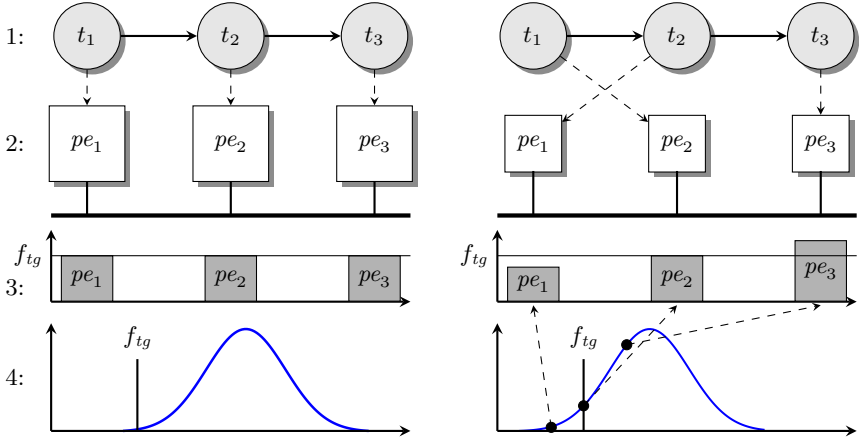 1: t1 t2 t3 t1 t2 t3
2: pe1 pe2 pe3 pe1 pe2 pe3
ftg ftg
3: pe1 pe2 pe3 pe1 pe2 pe3
ftg ftg
4: